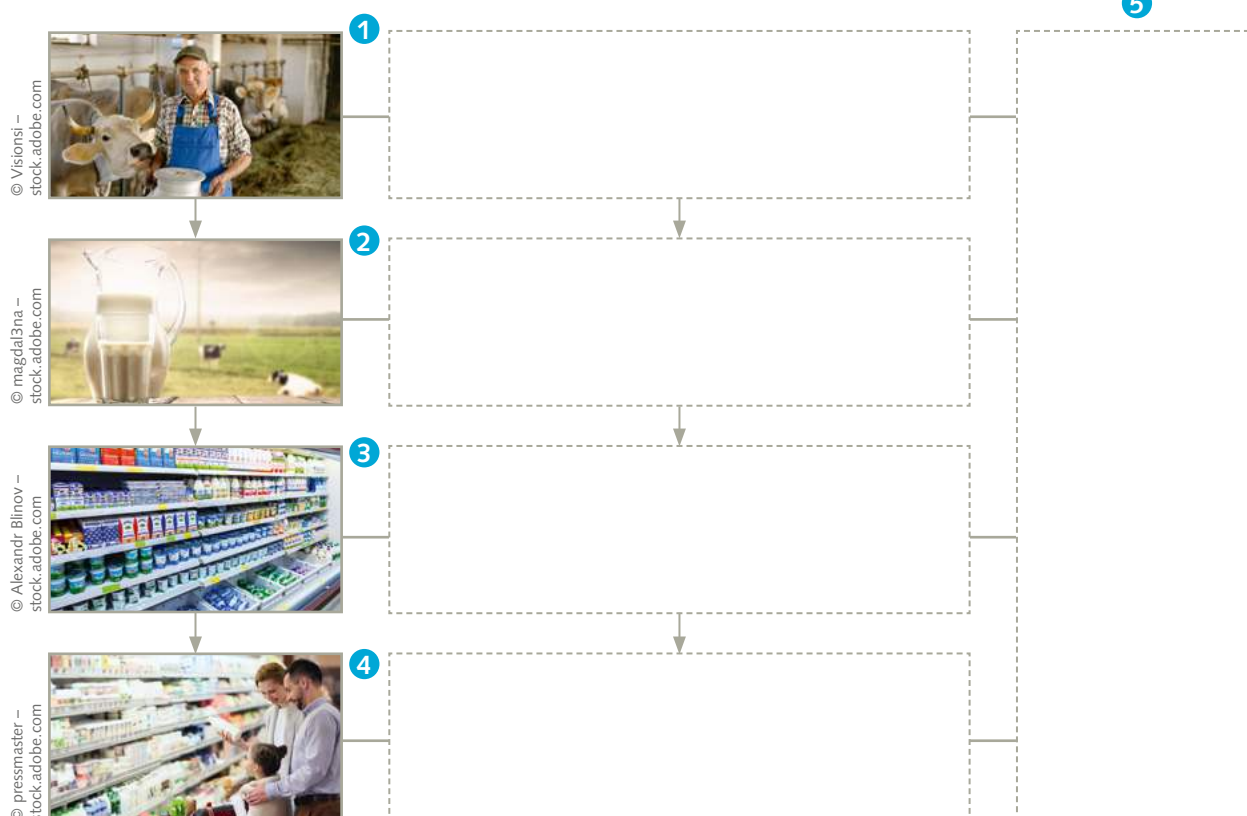 5
1
© Visionsi –
stock.adobe.com
2
© magdal3na –
stock.adobe.com
3
© Alexandr Blinov –
stock.adobe.com
4
© pressmaster –
stock.adobe.com